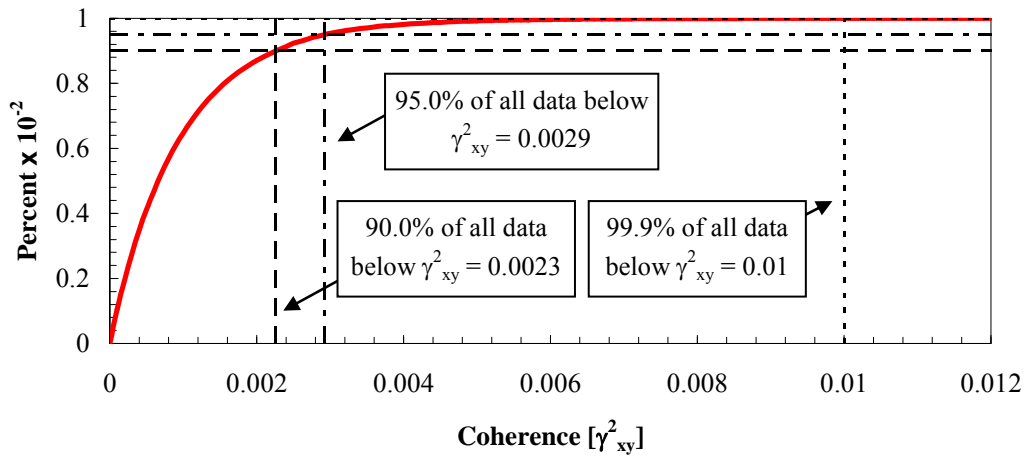 Percent x 10⁻²
1
0.8
0.6
0.4
0.2
0
95.0% of all data below
γ²xy = 0.0029
90.0% of all data
below γ²xy = 0.0023
99.9% of all data
below γ²xy = 0.01
0 0.002 0.004 0.006 0.008 0.01 0.012
Coherence [γ²xy]